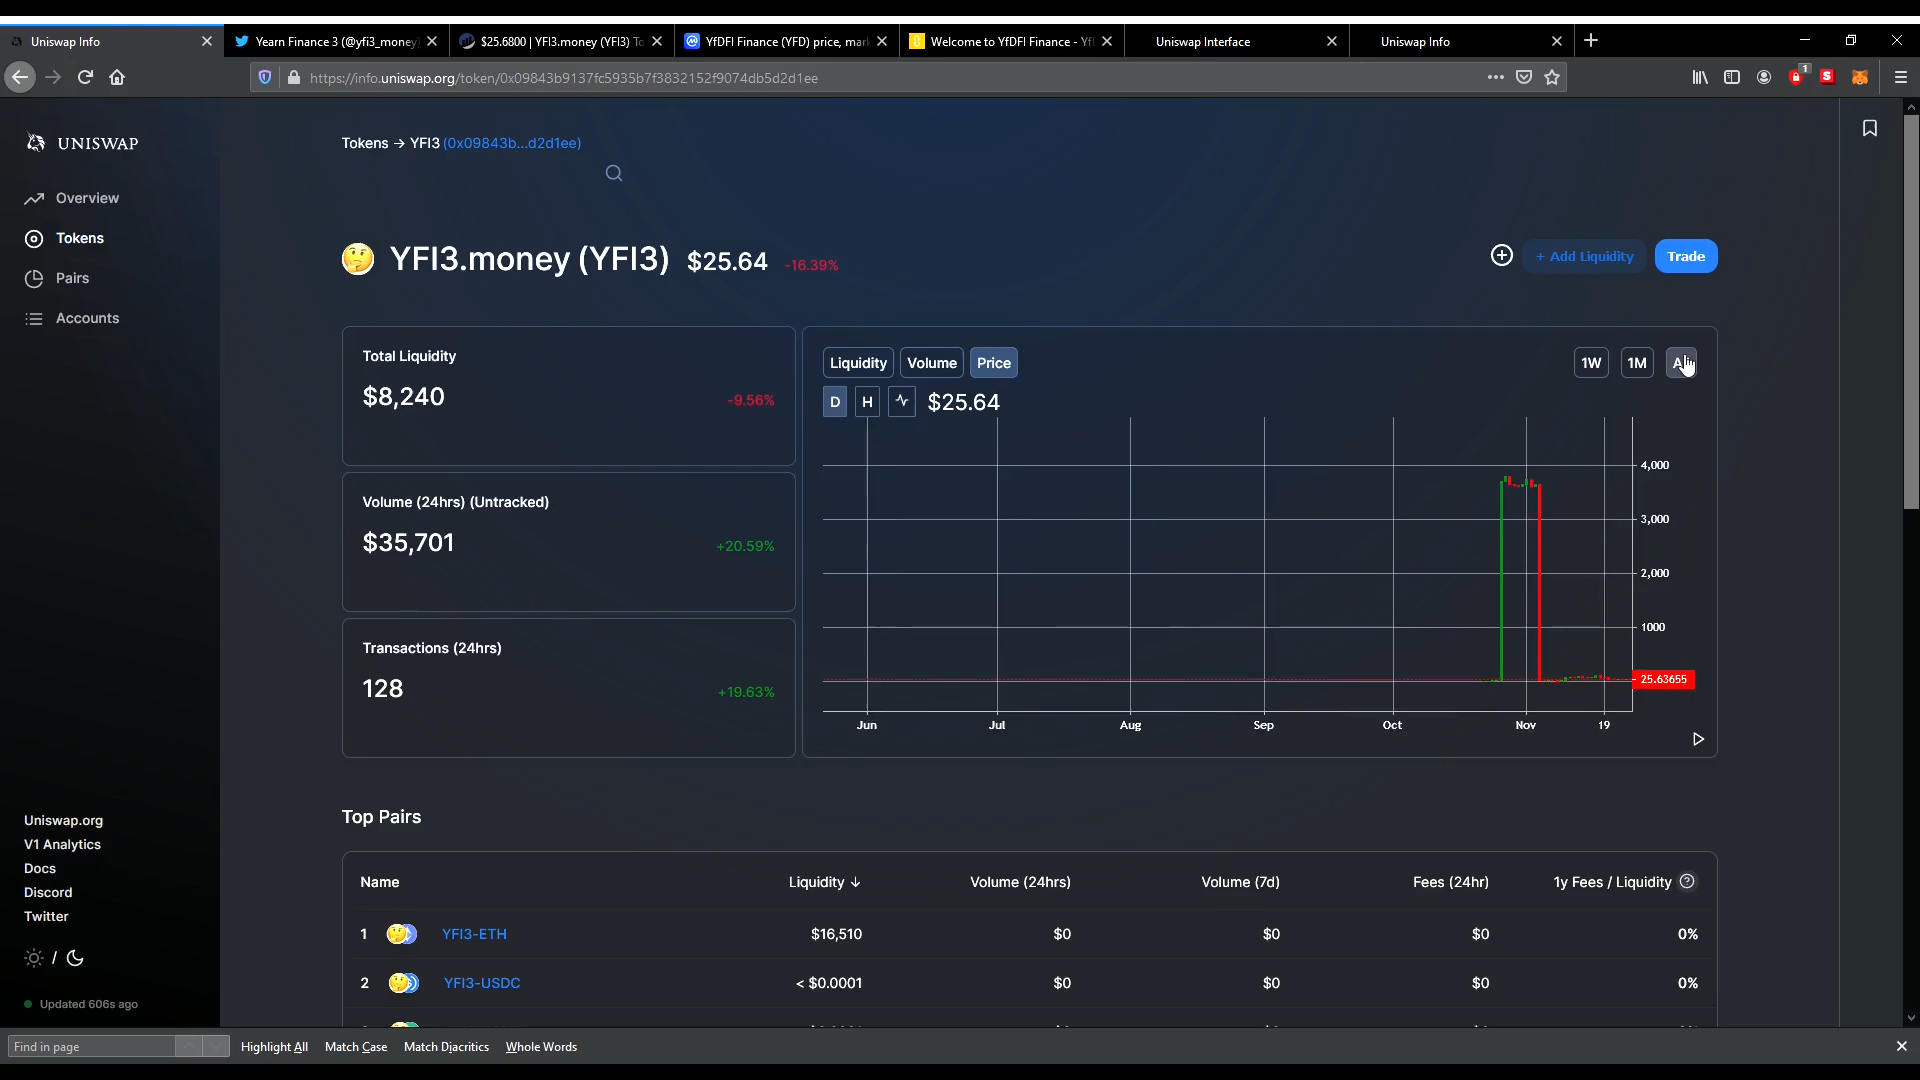 Uniswap Info
Yearn Finance 3 (@yfi3_money
$25.6800 | YFI3.money (YFI3) To
YfDFI Finance (YFD) price, mar
Welcome to YfDFI Finance - Yf
Uniswap Interface
Uniswap Info
https://info.uniswap.org/token/0x09843b9137fc5935b7f3832152f9074db5d2d1ee
1
S
UNISWAP
Overview
Tokens
Pairs
Accounts
Uniswap.org
V1 Analytics
Docs
Discord
Twitter
/
Updated 606s ago
Tokens → YFI3 (0x09843b...d2d1ee)
YFI3.money (YFI3) $25.64 -16.39%
+ Add Liquidity
Trade
Total Liquidity
$8,240 -9.56%
Volume (24hrs) (Untracked)
$35,701 +20.59%
Transactions (24hrs)
128 +19.63%
Liquidity Volume Price
1W 1M
D H $25.64
4,000
3,000
2,000
1000
25.63655
Jun Jul Aug Sep Oct Nov 19
Top Pairs
Name Liquidity ↓ Volume (24hrs) Volume (7d) Fees (24hr) 1y Fees / Liquidity ?
1 YFI3-ETH $16,510 $0 $0 $0 0%
2 YFI3-USDC < $0.0001 $0 $0 $0 0%
Find in page
Highlight All Match Case Match Diacritics Whole Words